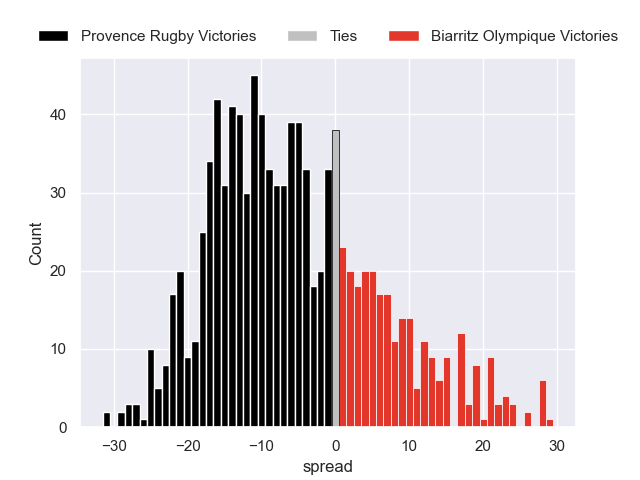 Provence Rugby Victories Ties Biarritz Olympique Victories
40
30
20
10
0
Count
−30 −20 −10 0 10 20 30
spread